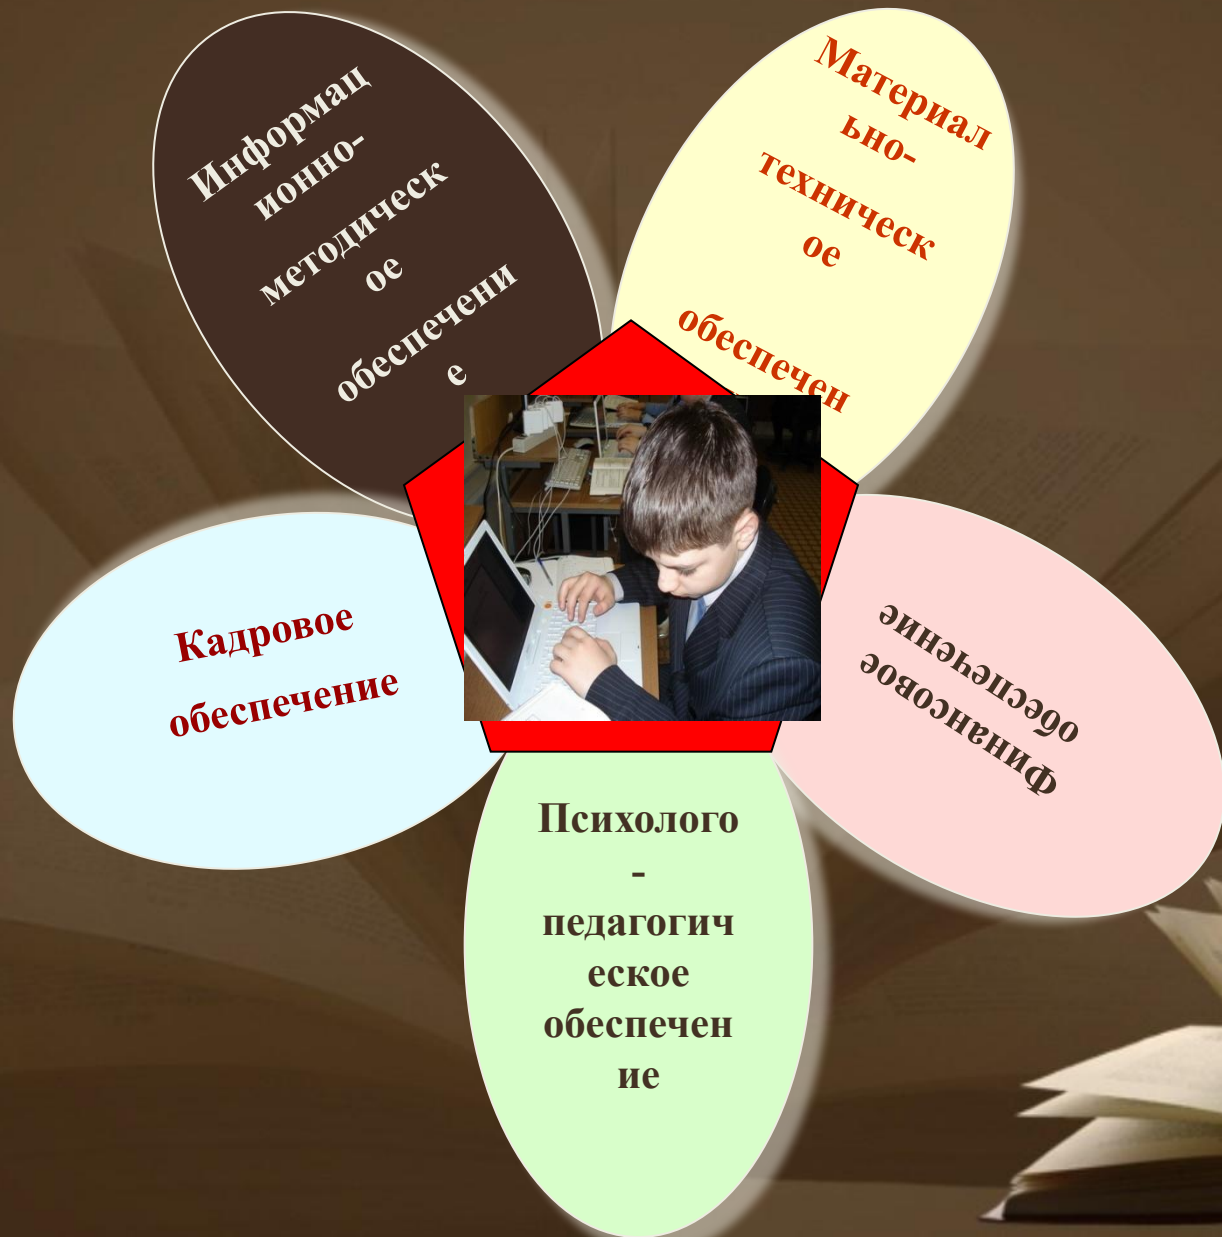 Информац
ионно-
методическ
ое
обеспечени
е
Материал
ьно-
техническ
ое
обеспечен
Кадровое
обеспечение
Финансовое
обеспечение
Психолого
-
педагогич
еское
обеспечен
ие